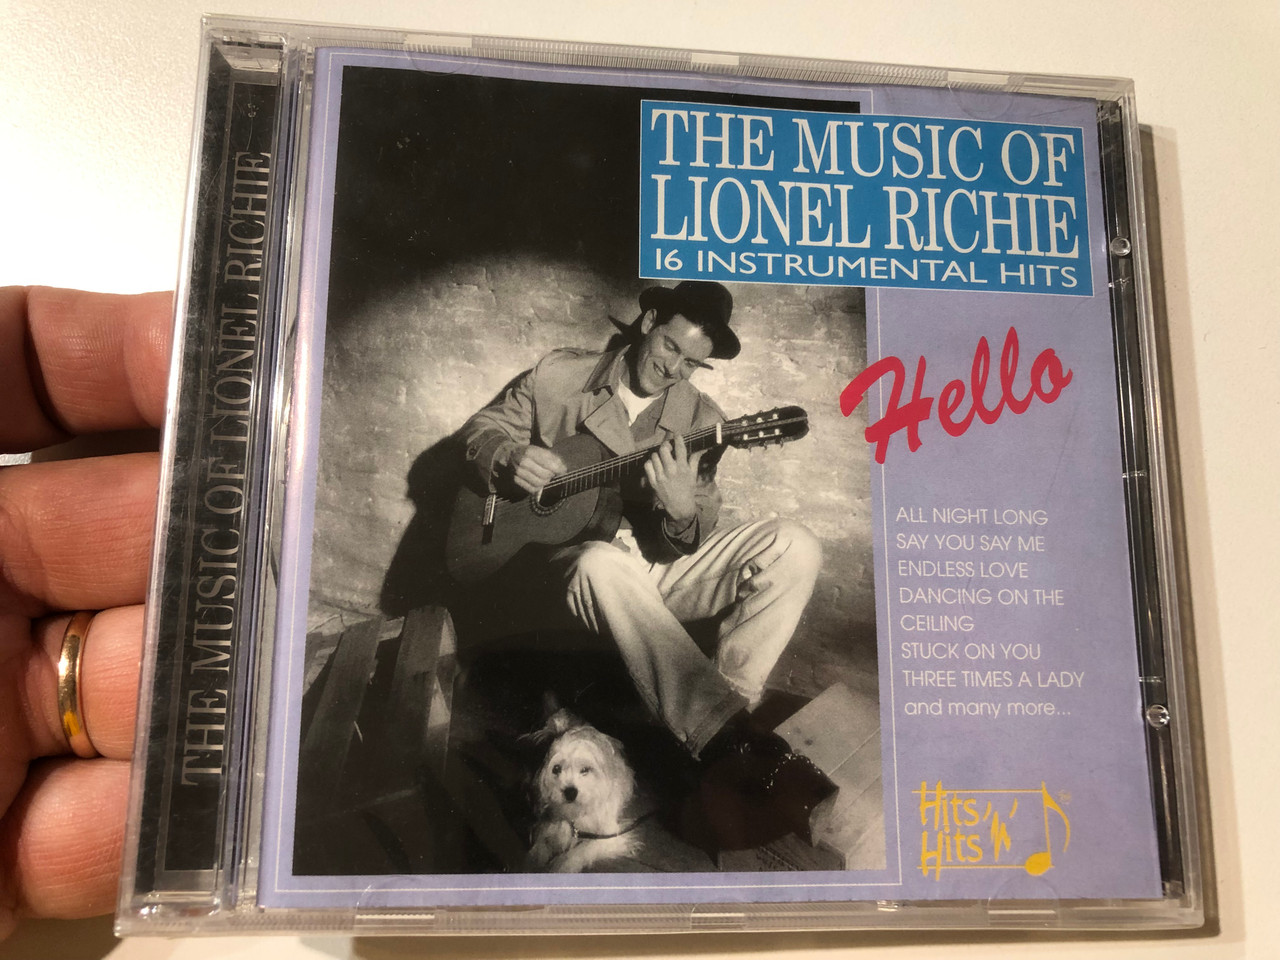 THE MUSIC OF LIONEL RICHIE
THE MUSIC OF
LIONEL RICHIE
16 INSTRUMENTAL HITS
Hello
ALL NIGHT LONG
SAY YOU SAY ME
ENDLESS LOVE
DANCING ON THE
CEILING
STUCK ON YOU
THREE TIMES A LADY
and many more...
Hits 'n'
Hits